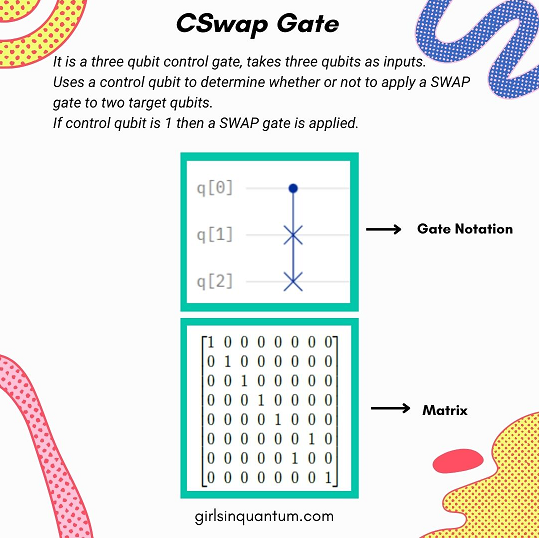 CSwap Gate
It is a three qubit control gate, takes three qubits as inputs.
Uses a control qubit to determine whether or not to apply a SWAP
gate to two target qubits.
If control qubit is 1 then a SWAP gate is applied.
q[0]
q[1]
q[2]
Gate Notation
1 0 0 0 0 0 0 0
0 1 0 0 0 0 0 0
0 0 1 0 0 0 0 0
0 0 0 1 0 0 0 0
0 0 0 0 1 0 0 0
0 0 0 0 0 0 1 0
0 0 0 0 0 1 0 0
0 0 0 0 0 0 0 1
Matrix
girlsinquantum.com